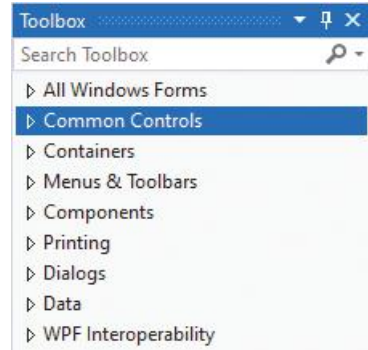 Toolbox
Search Toolbox
All Windows Forms
Common Controls
Containers
Menus & Toolbars
Components
Printing
Dialogs
Data
WPF Interoperability